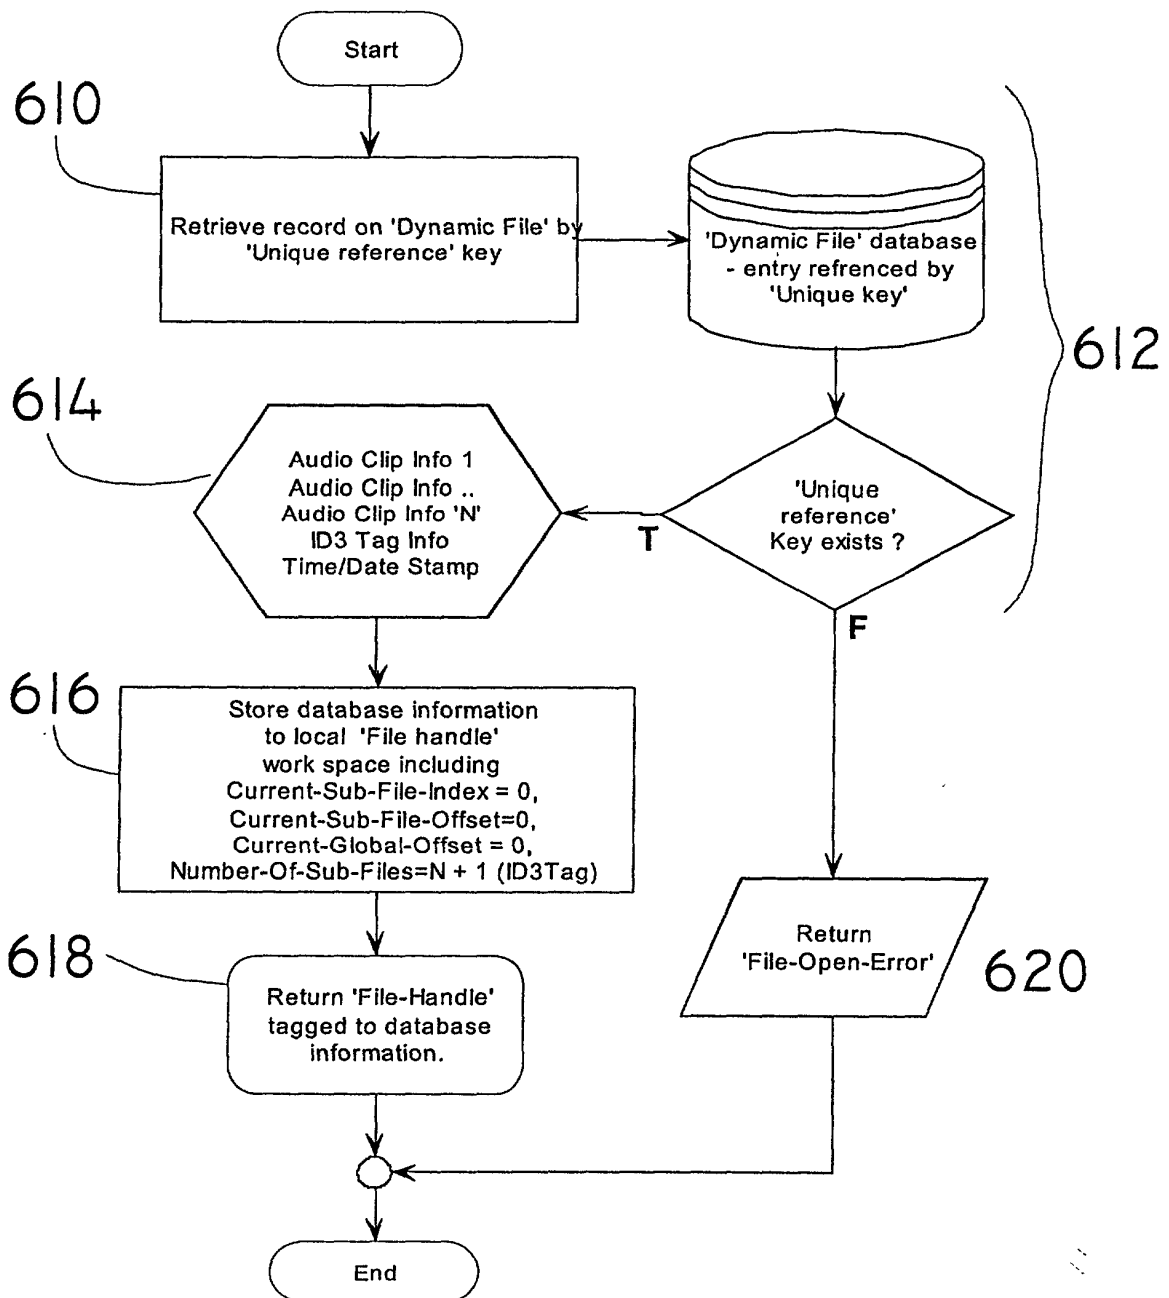 Start
610
Retrieve record on 'Dynamic File' by
'Unique reference' key
'Dynamic File' database
- entry refrenced by
'Unique key'
612
614
Audio Clip Info 1
Audio Clip Info ..
Audio Clip Info 'N'
ID3 Tag Info
Time/Date Stamp
'Unique
reference'
Key exists ?
T
F
616
Store database information
to local 'File handle'
work space including
Current-Sub-File-Index = 0,
Current-Sub-File-Offset=0,
Current-Global-Offset = 0,
Number-Of-Sub-Files=N + 1 (ID3Tag)
618
Return 'File-Handle'
tagged to database
information.
Return
'File-Open-Error'
620
End